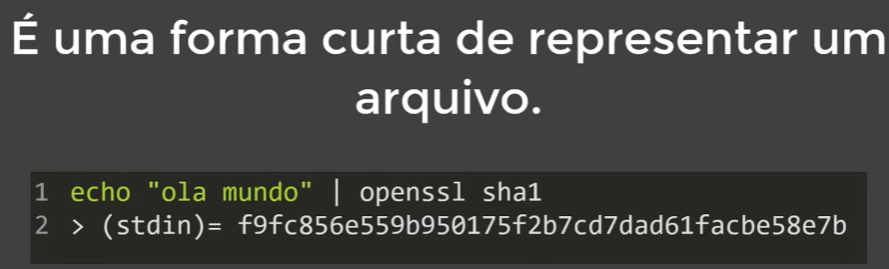 É uma forma curta de representar um
arquivo.
1 echo "ola mundo" | openssl sha1
2 > (stdin)= f9fc856e559b950175f2b7cd7dad61facbe58e7b